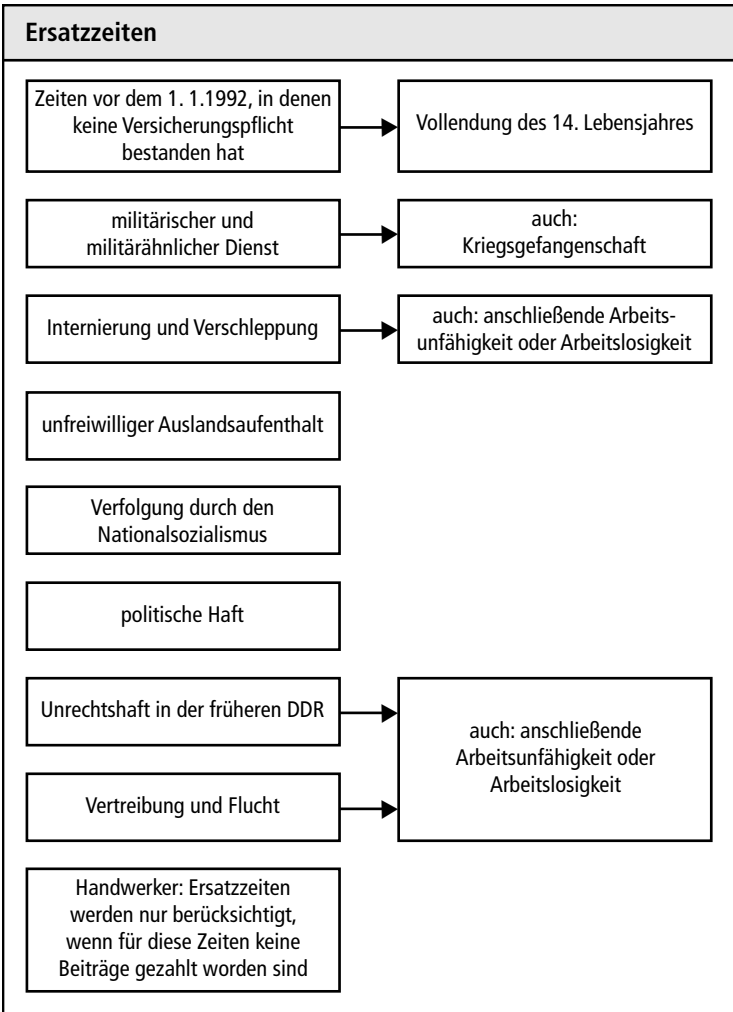 Ersatzzeiten
Zeiten vor dem 1. 1.1992, in denen
keine Versicherungspflicht
bestanden hat
Vollendung des 14. Lebensjahres
militärischer und
militärähnlicher Dienst
auch:
Kriegsgefangenschaft
Internierung und Verschleppung
auch: anschließende Arbeits-
unfähigkeit oder Arbeitslosigkeit
unfreiwilliger Auslandsaufenthalt
Verfolgung durch den
Nationalsozialismus
politische Haft
Unrechtshaft in der früheren DDR
auch: anschließende
Arbeitsunfähigkeit oder
Arbeitslosigkeit
Vertreibung und Flucht
Handwerker: Ersatzzeiten
werden nur berücksichtigt,
wenn für diese Zeiten keine
Beiträge gezahlt worden sind